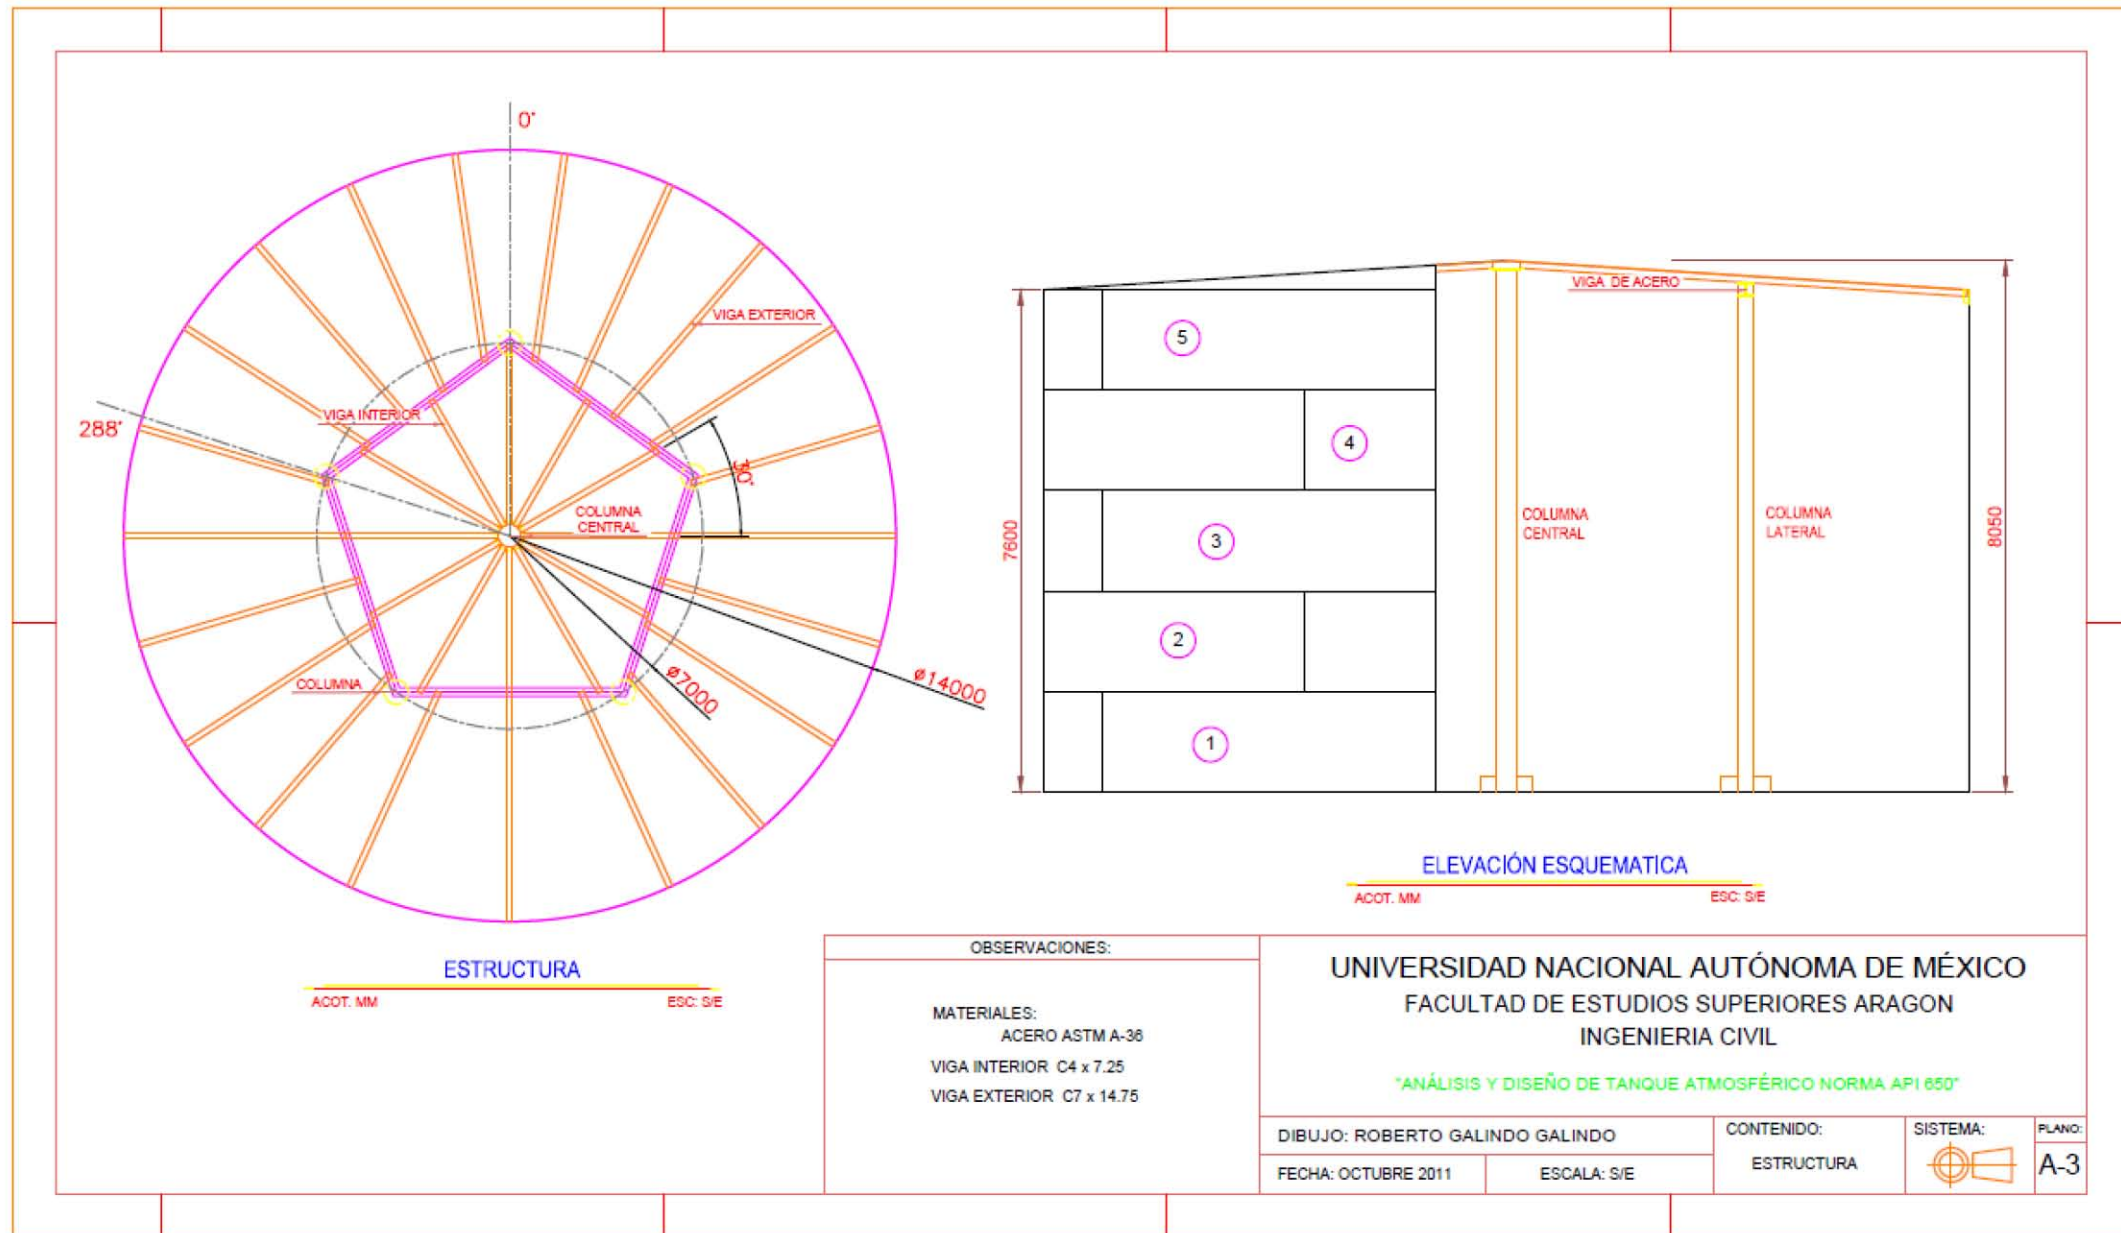 0°
VIGA EXTERIOR
VIGA INTERIOR
288°
30°
COLUMNA
CENTRAL
COLUMNA
ø7000
ø14000
ESTRUCTURA
ACOT. MM
ESC: S/E
VIGA DE ACERO
5
4
3
2
1
7600
COLUMNA
CENTRAL
COLUMNA
LATERAL
8050
ELEVACIÓN ESQUEMATICA
ACOT. MM
ESC: S/E
OBSERVACIONES:
MATERIALES:
ACERO ASTM A-36
VIGA INTERIOR C4 x 7.25
VIGA EXTERIOR C7 x 14.75
UNIVERSIDAD NACIONAL AUTÓNOMA DE MÉXICO
FACULTAD DE ESTUDIOS SUPERIORES ARAGON
INGENIERIA CIVIL
"ANÁLISIS Y DISEÑO DE TANQUE ATMOSFÉRICO NORMA API 650"
DIBUJO: ROBERTO GALINDO GALINDO
FECHA: OCTUBRE 2011
ESCALA: S/E
CONTENIDO:
ESTRUCTURA
SISTEMA:
PLANO:
A-3